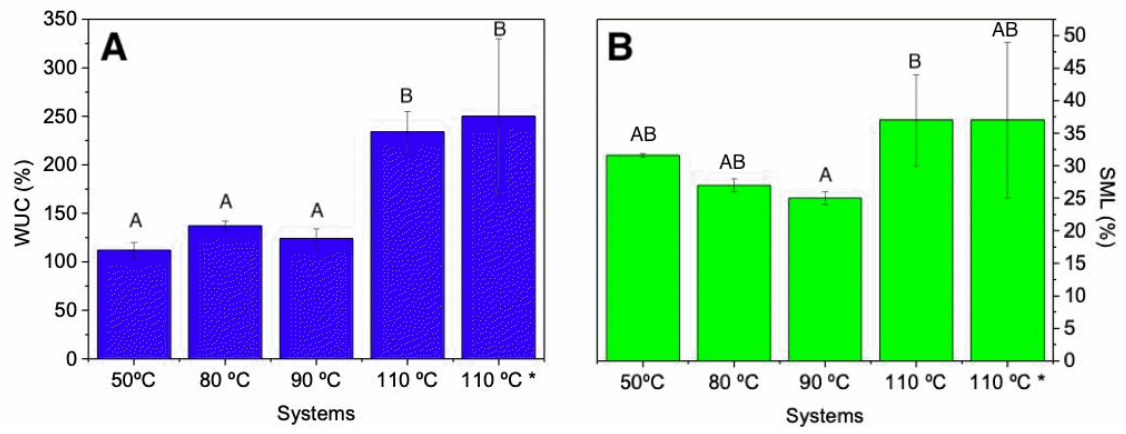 A
WUC (%)
350
300
250
200
150
100
50
0
A
A
A
B
B
50ºC
80 ºC
90 ºC
110 ºC
110 ºC *
Systems
B
SML (%)
50
45
40
35
30
25
20
15
10
5
0
AB
AB
A
B
AB
50ºC
80 ºC
90 ºC
110 ºC
110 ºC *
Systems